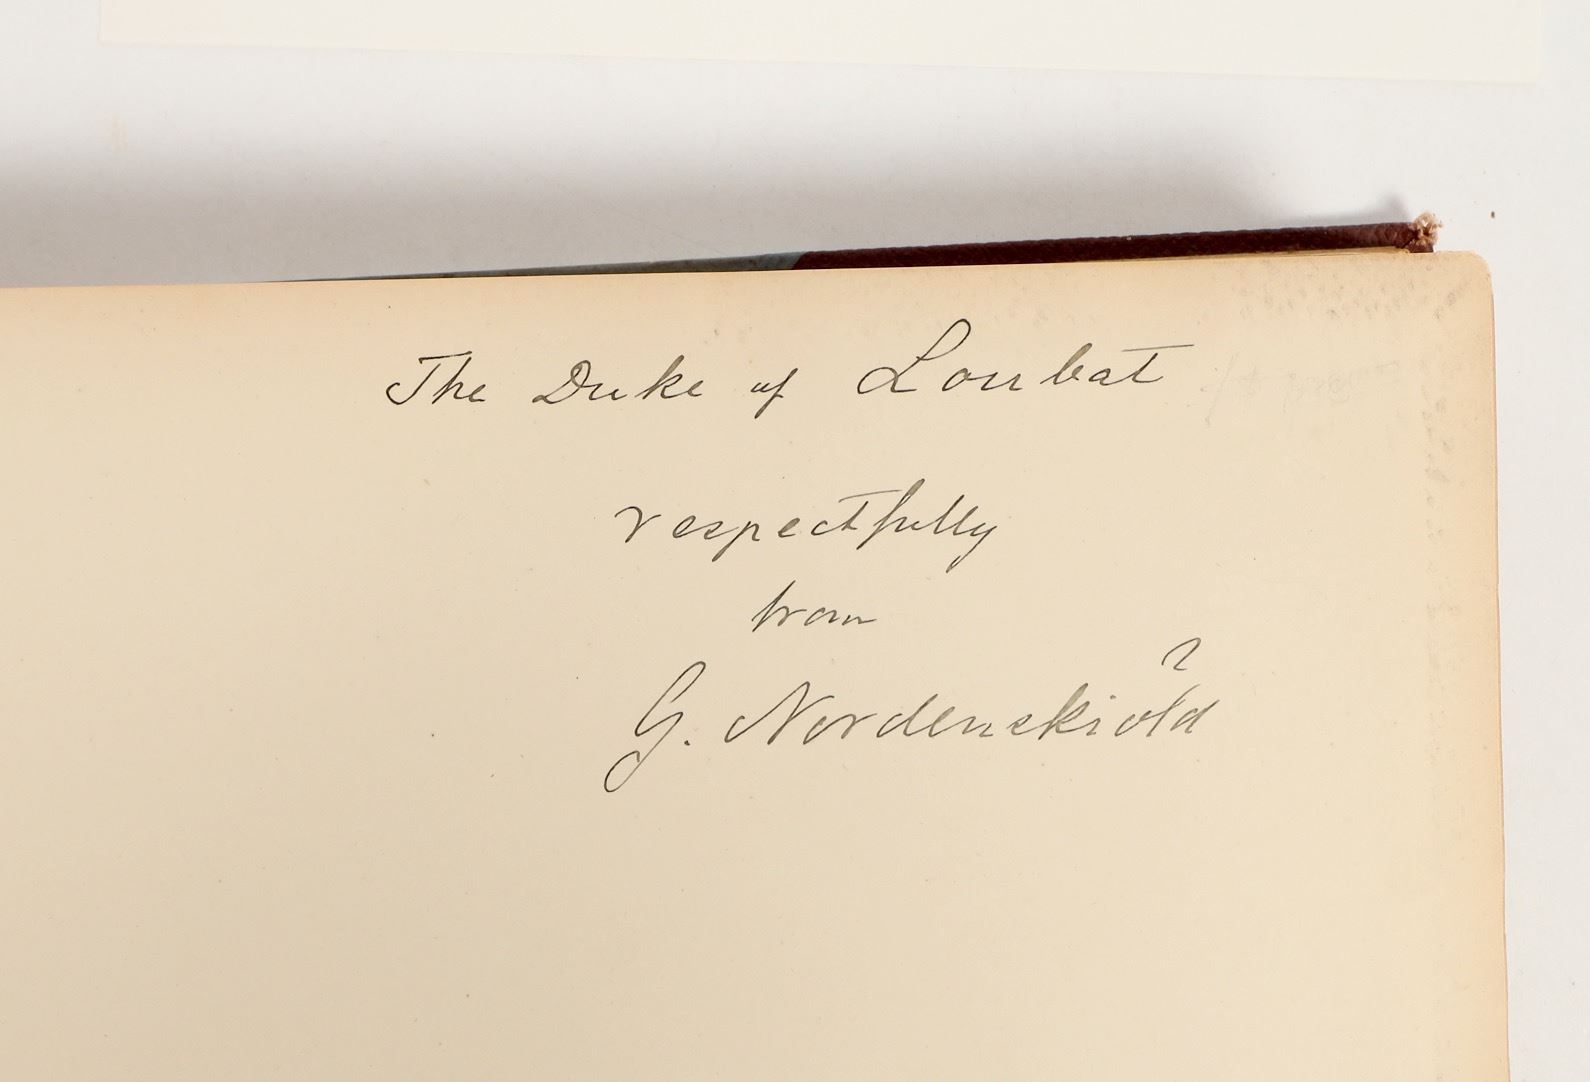 The Duke of Loubat
respectfully
from
G. Nordenskiöld